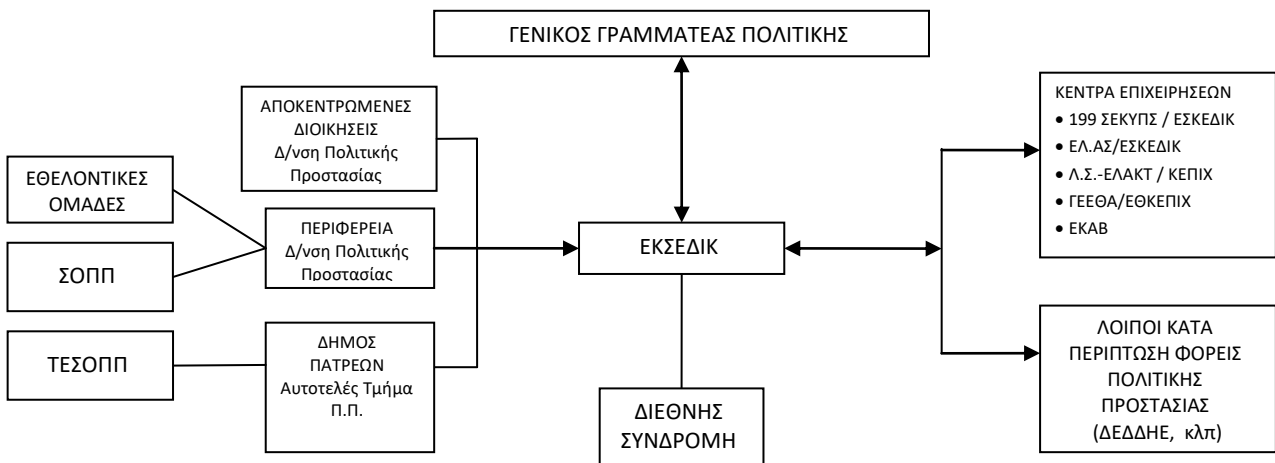 ΓΕΝΙΚΟΣ ΓΡΑΜΜΑΤΕΑΣ ΠΟΛΙΤΙΚΗΣ
ΑΠΟΚΕΝΤΡΩΜΕΝΕΣ
ΔΙΟΙΚΗΣΕΙΣ
Δ/νση Πολιτικής
Προστασίας
ΕΘΕΛΟΝΤΙΚΕΣ
ΟΜΑΔΕΣ
ΣΟΠΠ
ΤΕΣΟΠΠ
ΠΕΡΙΦΕΡΕΙΑ
Δ/νση Πολιτικής
Προστασίας
ΔΗΜΟΣ
ΠΑΤΡΕΩΝ
Αυτοτελές Τμήμα
Π.Π.
ΕΚΣΕΔΙΚ
ΔΙΕΘΝΗΣ
ΣΥΝΔΡΟΜΗ
ΚΕΝΤΡΑ ΕΠΙΧΕΙΡΗΣΕΩΝ
• 199 ΣΕΚΥΠΣ / ΕΣΚΕΔΙΚ
• ΕΛ.ΑΣ/ΕΣΚΕΔΙΚ
• Λ.Σ.-ΕΛΑΚΤ / ΚΕΠΙΧ
• ΓΕΕΘΑ/ΕΘΚΕΠΙΧ
• ΕΚΑΒ
ΛΟΙΠΟΙ ΚΑΤΑ
ΠΕΡΙΠΤΩΣΗ ΦΟΡΕΙΣ
ΠΟΛΙΤΙΚΗΣ
ΠΡΟΣΤΑΣΙΑΣ
(ΔΕΔΔΗΕ, κλπ)